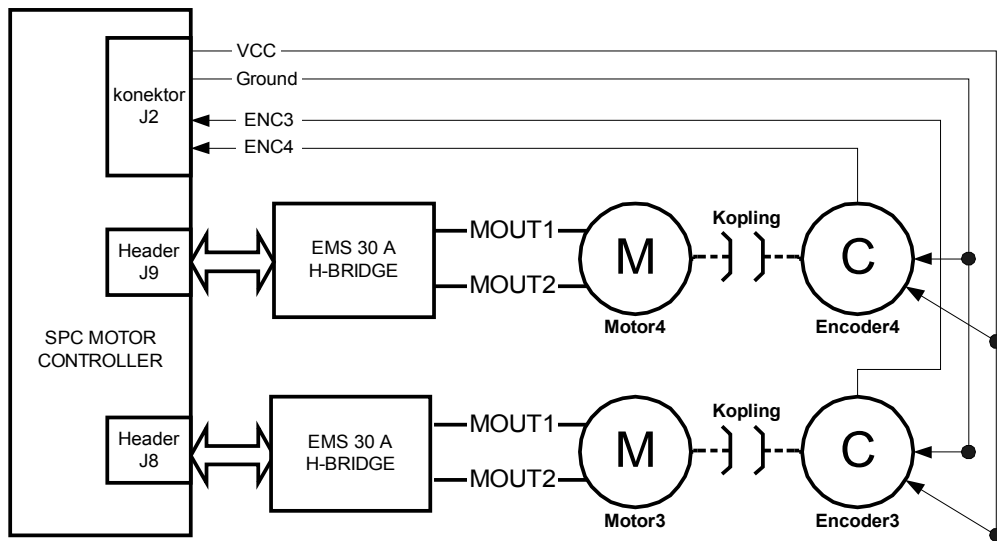 VCC
Ground
konektor
J2
ENC3
ENC4
Kopling
Header
J9
EMS 30 A
H-BRIDGE
MOUT1
MOUT2
M
C
Motor4
Encoder4
SPC MOTOR
CONTROLLER
Kopling
Header
J8
EMS 30 A
H-BRIDGE
MOUT1
MOUT2
M
C
Motor3
Encoder3